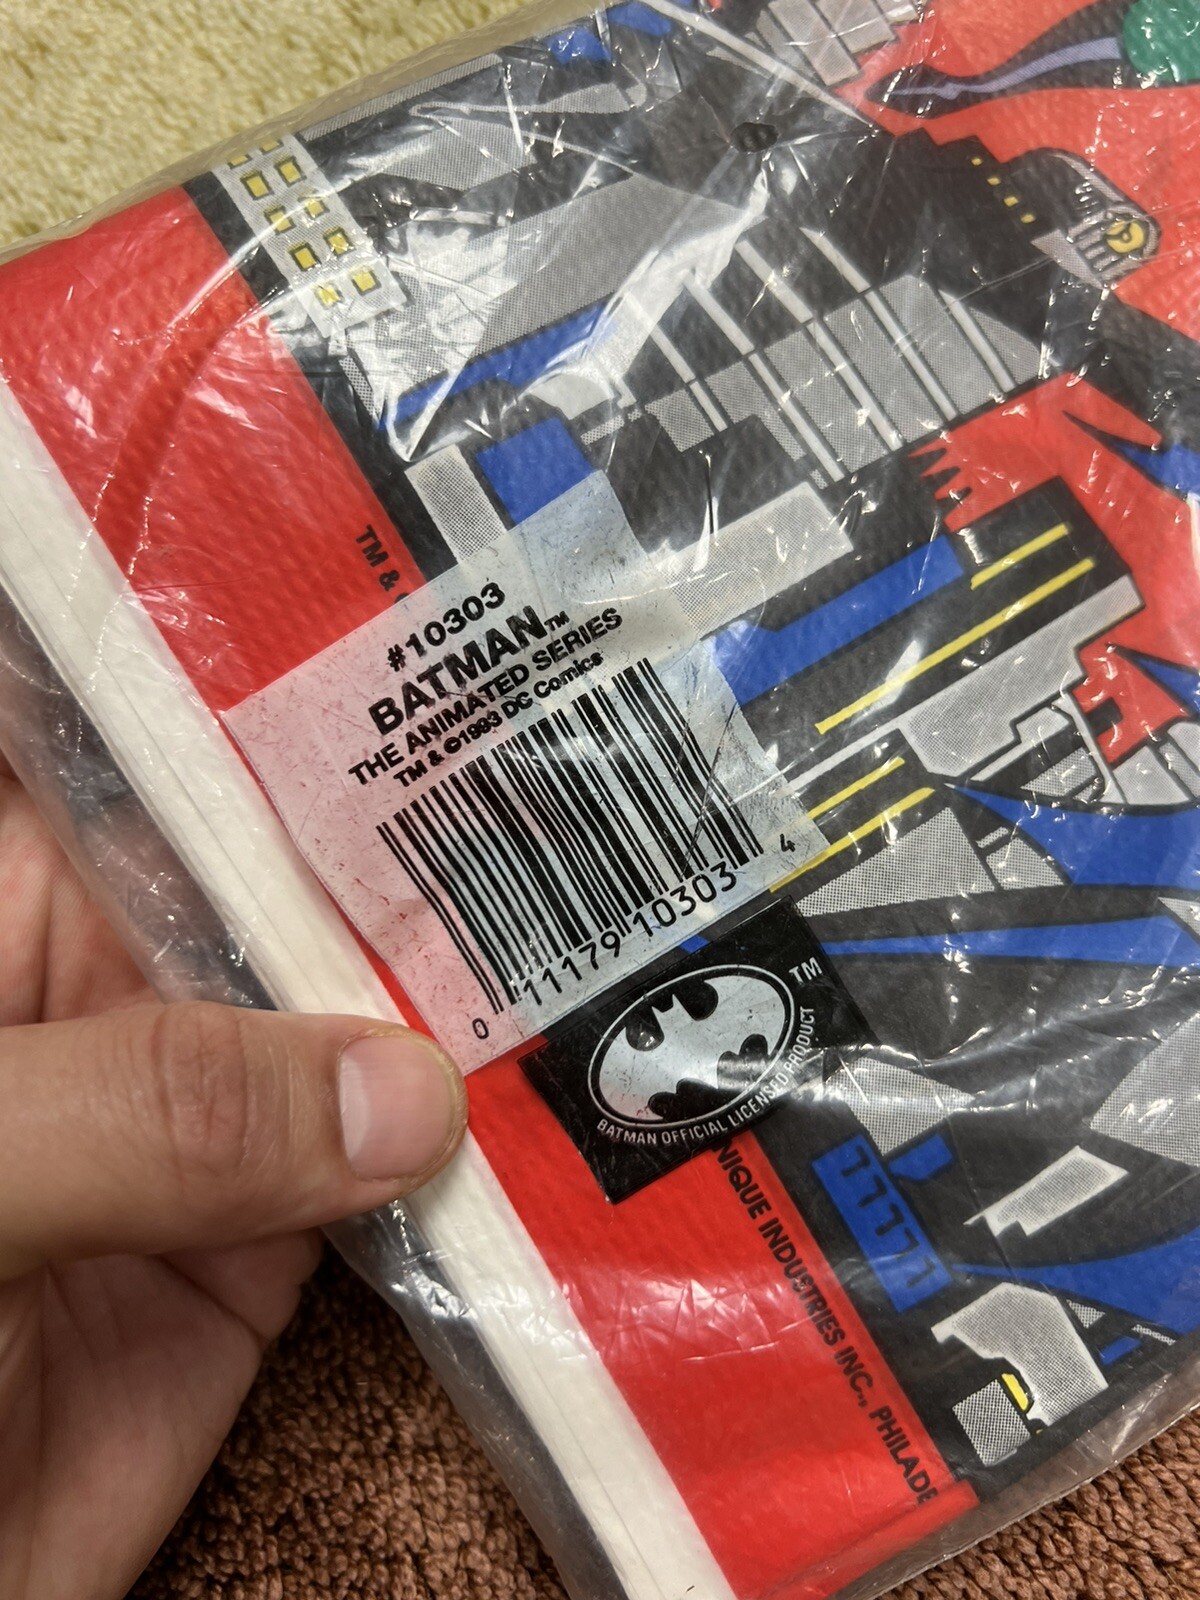 TM &
#10303
BATMAN™
THE ANIMATED SERIES
TM & ©1993 DC Comics
0 11179 10303 4
TM
BATMAN OFFICIAL LICENSED PRODUCT
NIQUE INDUSTRIES INC., PHILADE